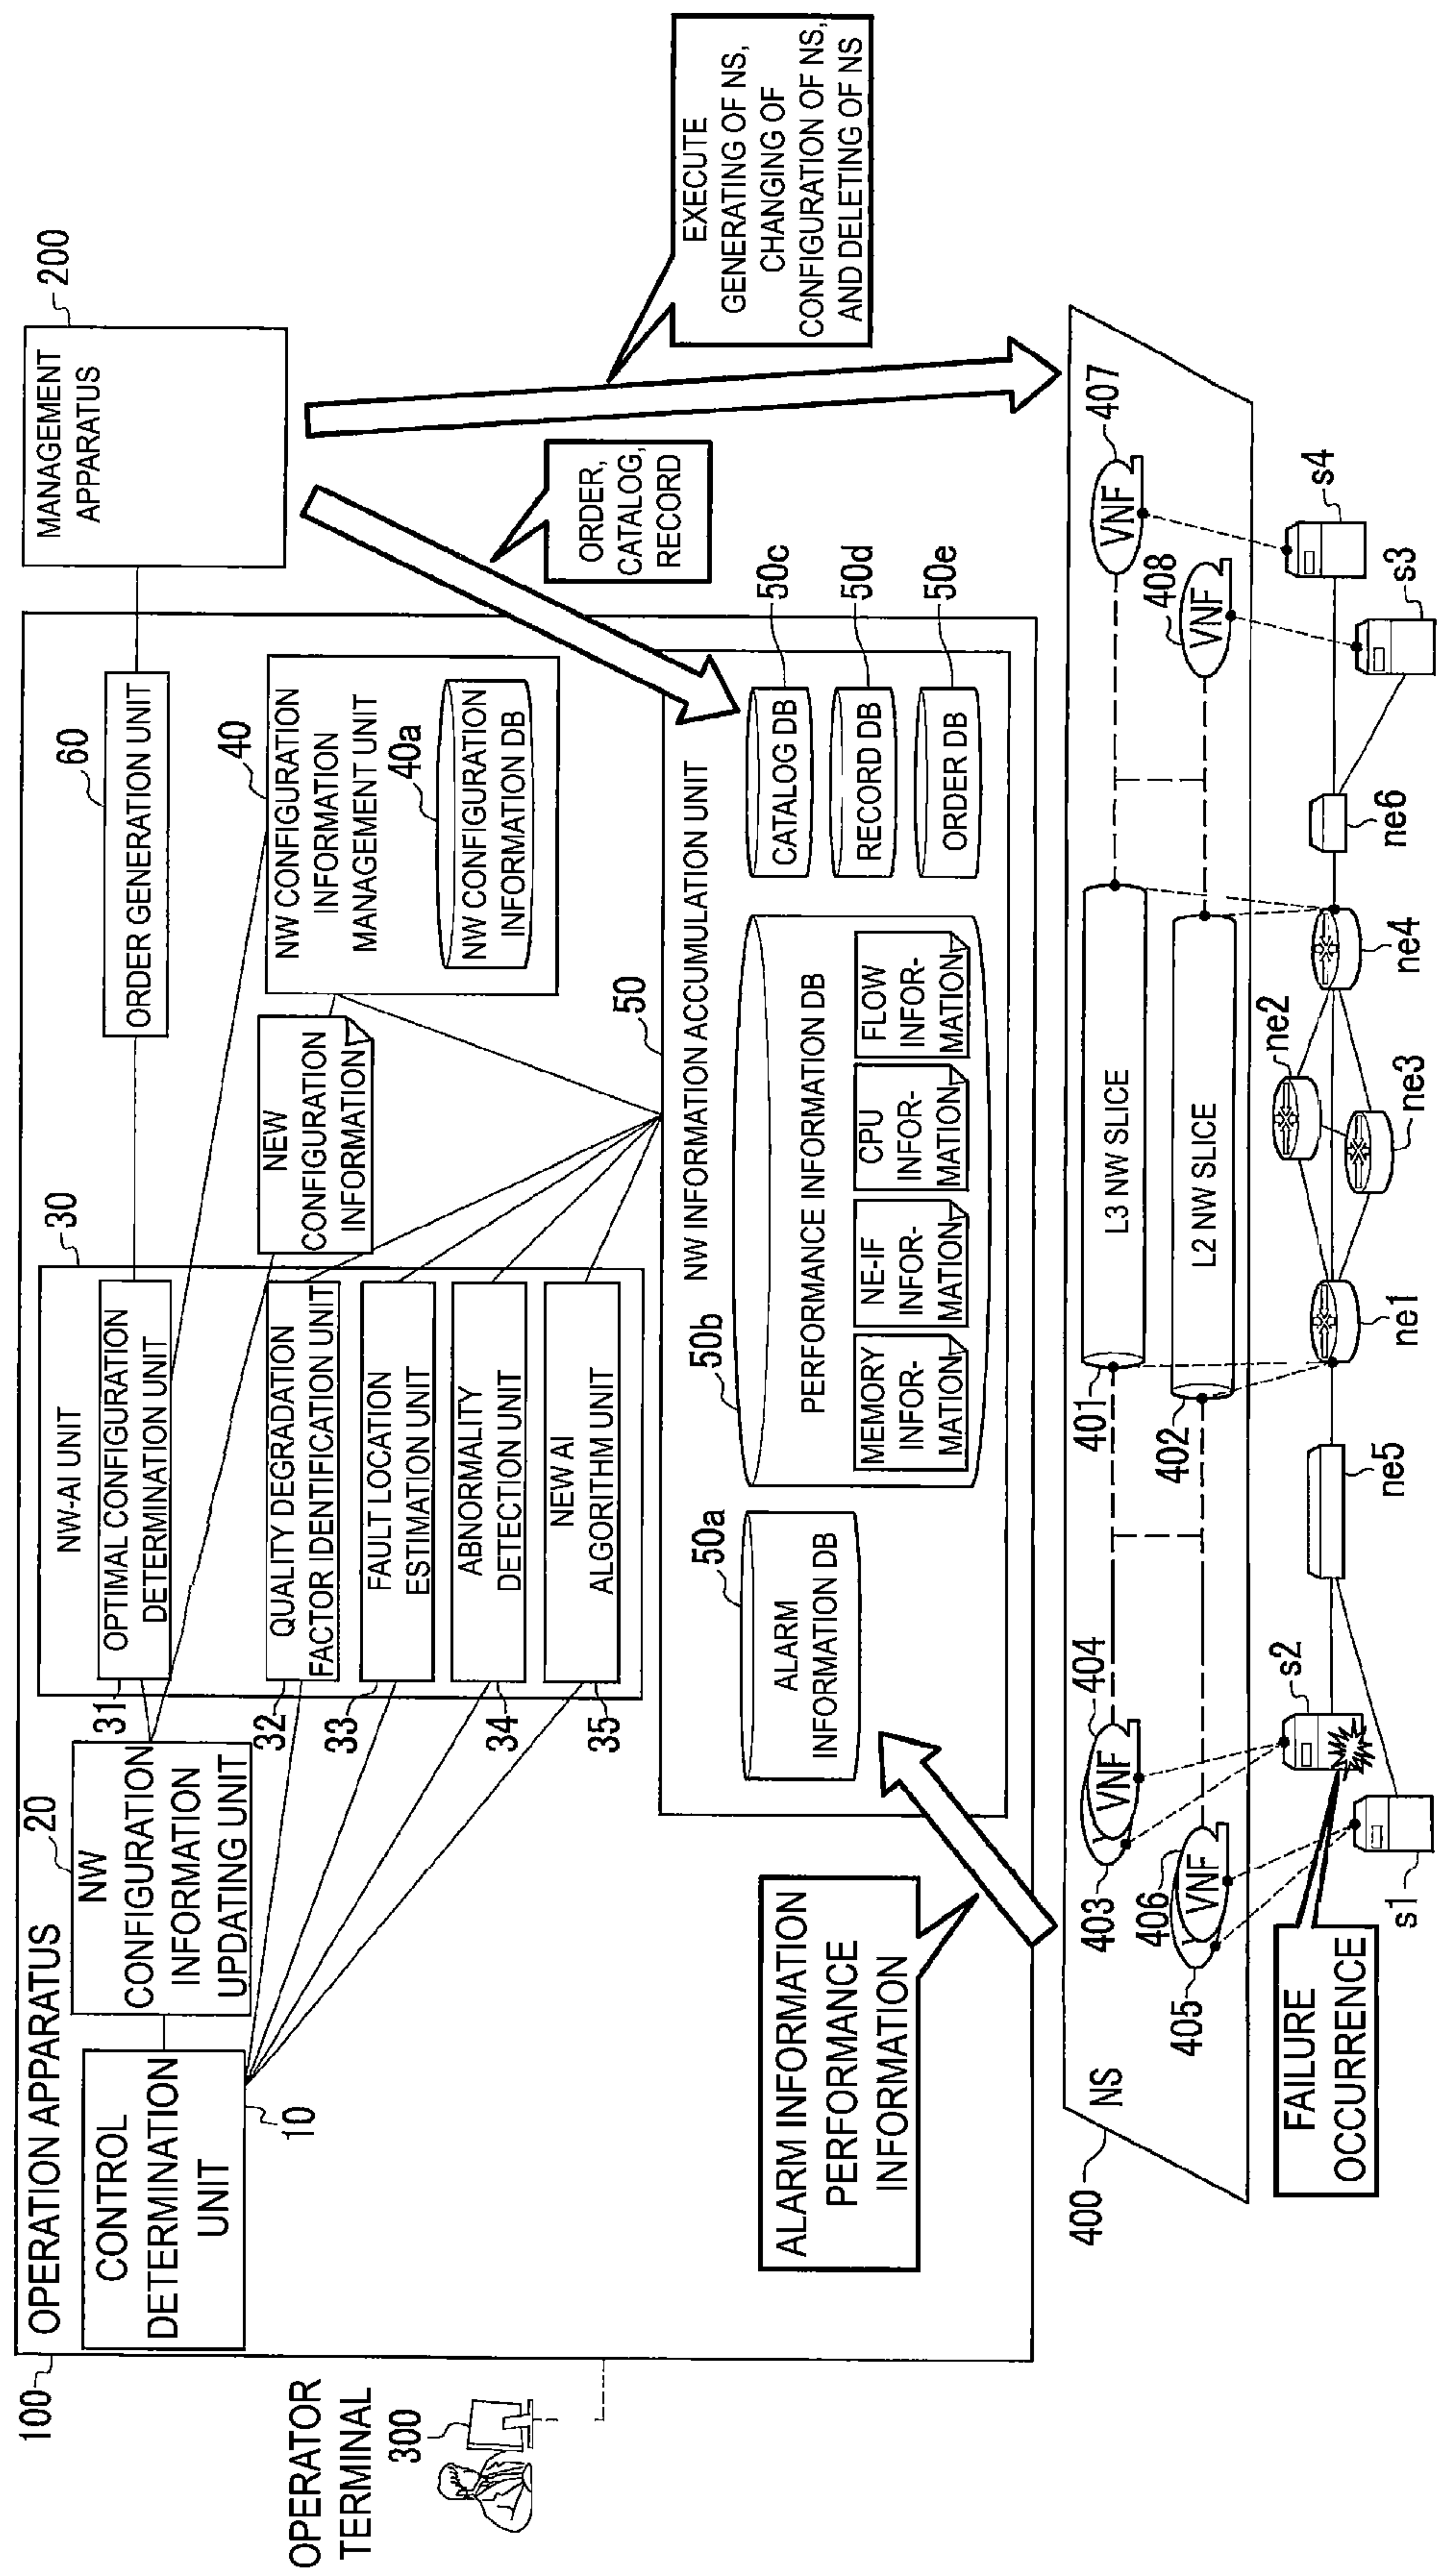 100
OPERATION APPARATUS
CONTROL
DETERMINATION
UNIT
10
20
NW
CONFIGURATION
INFORMATION
UPDATING UNIT
30
NW-AI UNIT
31
OPTIMAL CONFIGURATION
DETERMINATION UNIT
32
QUALITY DEGRADATION
FACTOR IDENTIFICATION UNIT
33
FAULT LOCATION
ESTIMATION UNIT
34
ABNORMALITY
DETECTION UNIT
35
NEW AI
ALGORITHM UNIT
NEW
CONFIGURATION
INFORMATION
60
ORDER GENERATION UNIT
40
NW CONFIGURATION
INFORMATION
MANAGEMENT UNIT
40a
NW CONFIGURATION
INFORMATION DB
200
MANAGEMENT
APPARATUS
EXECUTE
GENERATING OF NS,
CHANGING OF
CONFIGURATION OF NS,
AND DELETING OF NS
ORDER,
CATALOG,
RECORD
OPERATOR
TERMINAL
300
50
NW INFORMATION ACCUMULATION UNIT
50a
ALARM
INFORMATION DB
50b
PERFORMANCE INFORMATION DB
MEMORY
INFOR-
MATION
NE-IF
INFOR-
MATION
CPU
INFOR-
MATION
FLOW
INFOR-
MATION
CATALOG DB
50c
RECORD DB
50d
ORDER DB
50e
ALARM INFORMATION
PERFORMANCE
INFORMATION
400
NS
403
404
VNF
405
406
VNF
401
L3 NW SLICE
402
L2 NW SLICE
VNF
407
408
VNF
FAILURE
OCCURRENCE
s1
s2
ne5
ne1
ne2
ne3
ne4
ne6
s3
s4